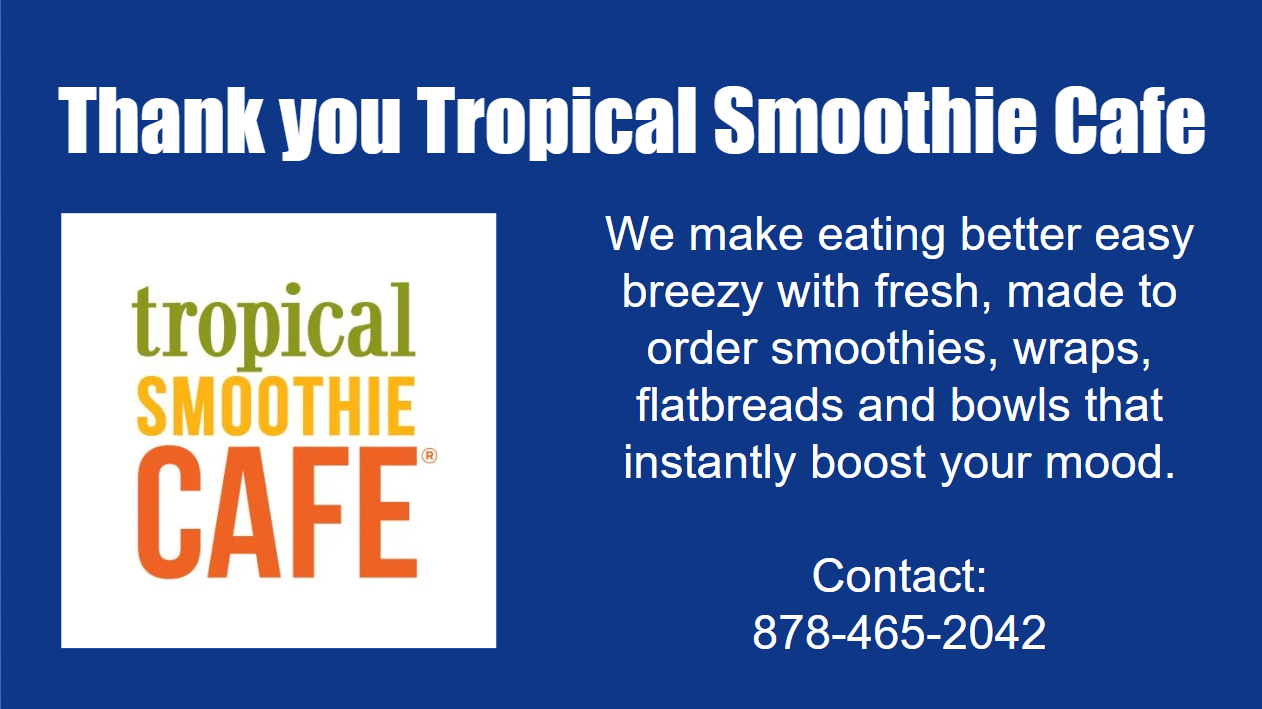 Thank you Tropical Smoothie Cafe
tropical
SMOOTHIE
CAFE®
We make eating better easy
breezy with fresh, made to
order smoothies, wraps,
flatbreads and bowls that
instantly boost your mood.
Contact:
878-465-2042